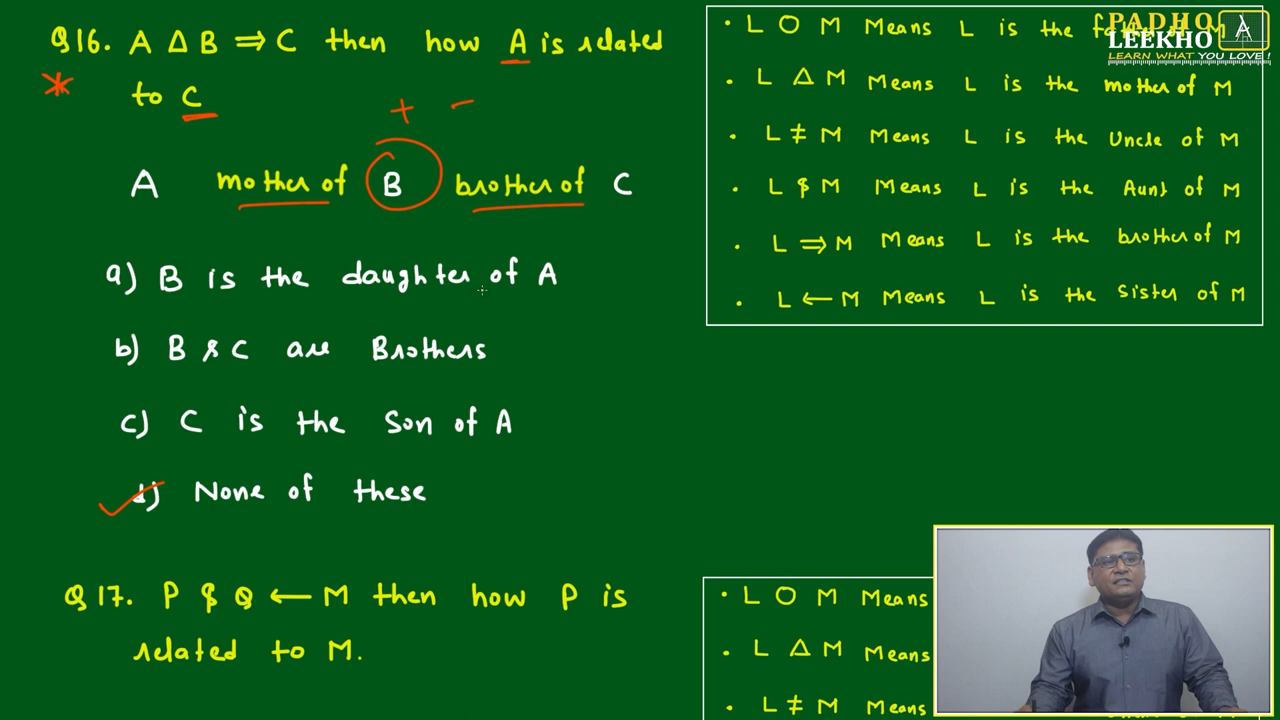 Q16. A Δ B ⇒ C then how A is related
to C
+ −
A mother of B brother of C
a) B is the daughter of A
b) B & C are Brothers
c) C is the Son of A
d) None of these
Q17. P $ Q ← M then how P is
related to M.
• L O M Means L is the
• L Δ M Means L is the mother of M
• L ≠ M Means L is the Uncle of M
• L $ M Means L is the Aunt of M
• L ⇒ M Means L is the brother of M
• L ← M Means L is the Sister of M
PADHO
LEEKHO
LEARN WHAT YOU LOVE !
• L O M Means
• L Δ M Means
• L ≠ M Means